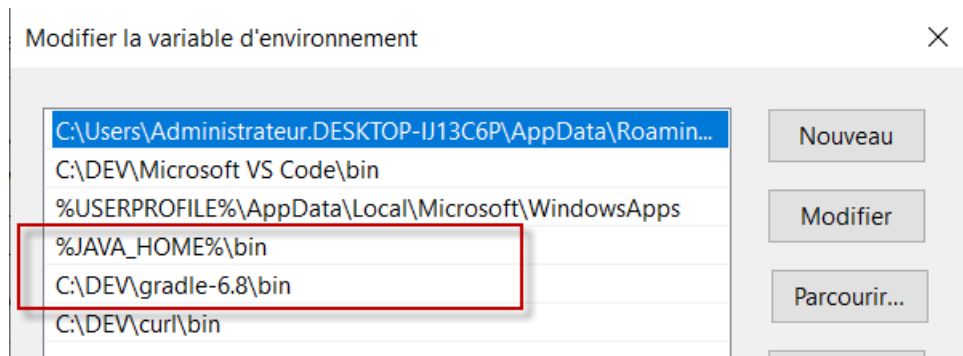 Modifier la variable d'environnement
C:\Users\Administrateur.DESKTOP-IJ13C6P\AppData\Roamin...
Nouveau
C:\DEV\Microsoft VS Code\bin
%USERPROFILE%\AppData\Local\Microsoft\WindowsApps
Modifier
%JAVA_HOME%\bin
C:\DEV\gradle-6.8\bin
Parcourir...
C:\DEV\curl\bin